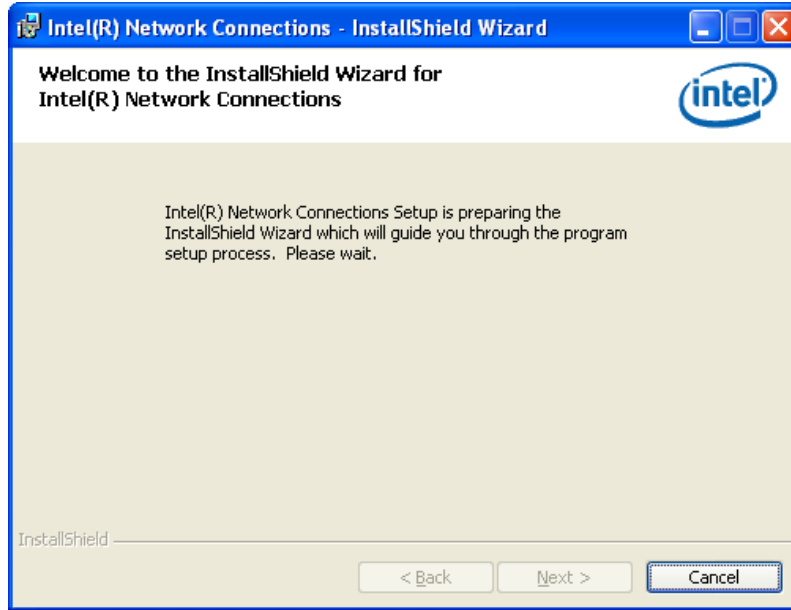 Intel(R) Network Connections - InstallShield Wizard
Welcome to the InstallShield Wizard for
Intel(R) Network Connections
intel
Intel(R) Network Connections Setup is preparing the
InstallShield Wizard which will guide you through the program
setup process.  Please wait.
InstallShield
< Back
Next >
Cancel